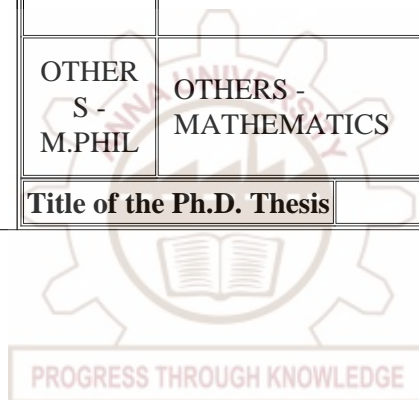 OTHER
S -
M.PHIL
OTHERS -
MATHEMATICS
Title of the Ph.D. Thesis
ANNA UNIVERSITY
PROGRESS THROUGH KNOWLEDGE